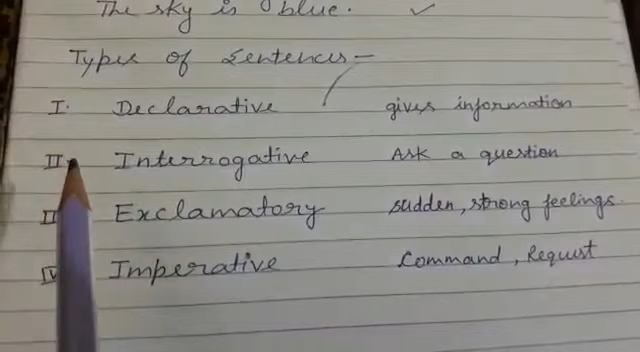 The sky is blue. ✓
Types of Sentences —
I. Declarative gives information
II. Interrogative Ask a question
Exclamatory sudden, strong feelings.
IV Imperative Command, Request